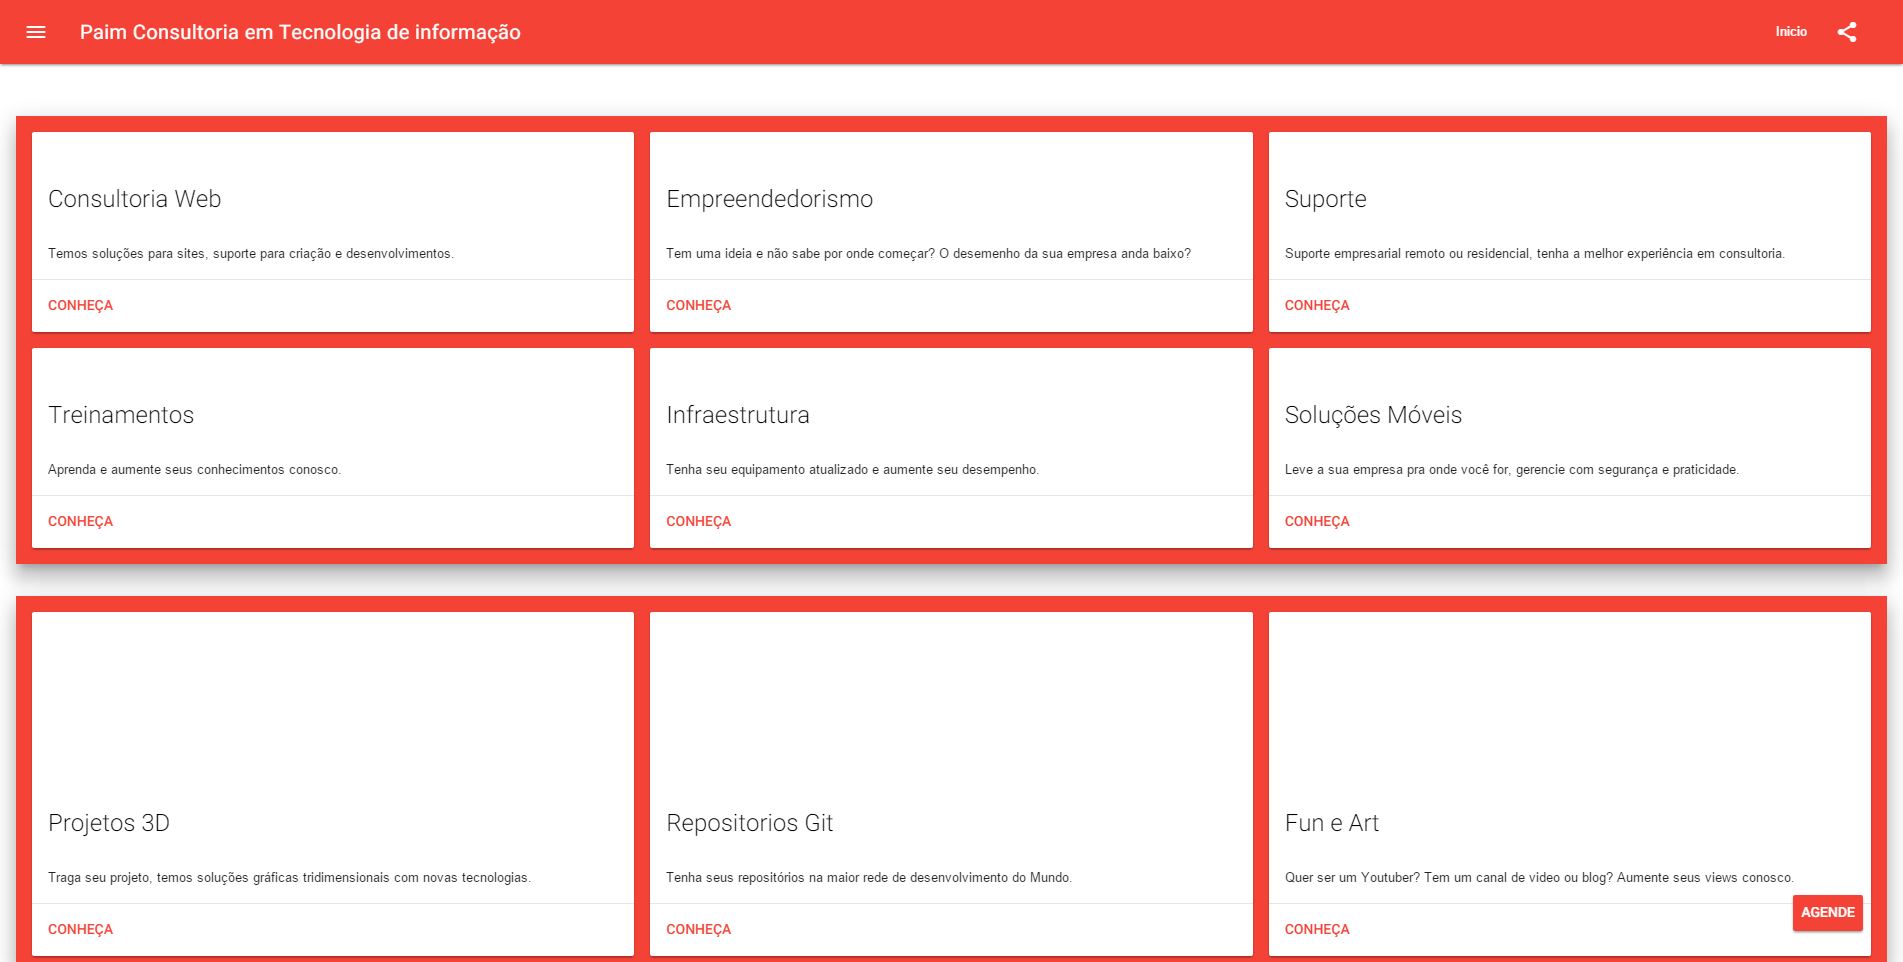 Paim Consultoria em Tecnologia de informação
Inicio
Consultoria Web
Temos soluções para sites, suporte para criação e desenvolvimentos.
CONHEÇA
Empreendedorismo
Tem uma ideia e não sabe por onde começar? O desemenho da sua empresa anda baixo?
CONHEÇA
Suporte
Suporte empresarial remoto ou residencial, tenha a melhor experiência em consultoria.
CONHEÇA
Treinamentos
Aprenda e aumente seus conhecimentos conosco.
CONHEÇA
Infraestrutura
Tenha seu equipamento atualizado e aumente seu desempenho.
CONHEÇA
Soluções Móveis
Leve a sua empresa pra onde você for, gerencie com segurança e praticidade.
CONHEÇA
Projetos 3D
Traga seu projeto, temos soluções gráficas tridimensionais com novas tecnologias.
CONHEÇA
Repositorios Git
Tenha seus repositórios na maior rede de desenvolvimento do Mundo.
CONHEÇA
Fun e Art
Quer ser um Youtuber? Tem um canal de video ou blog? Aumente seus views conosco.
CONHEÇA
AGENDE